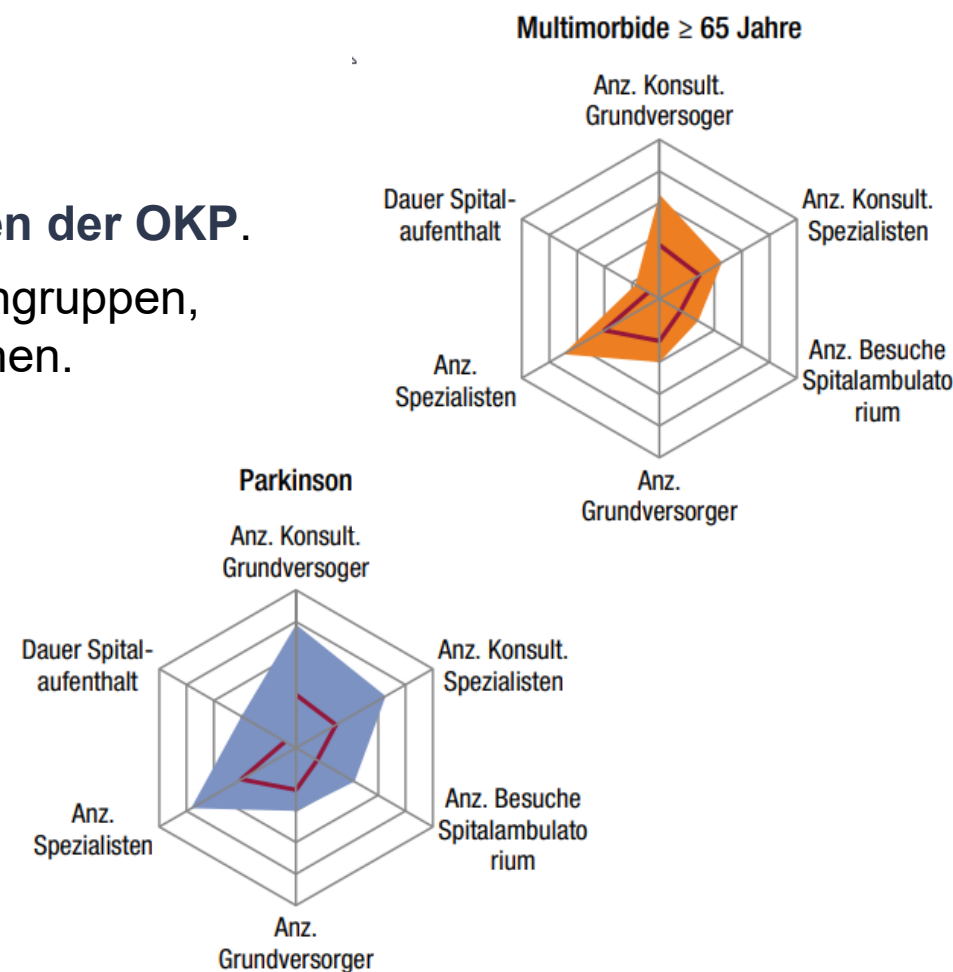 Multimorbide ≥ 65 Jahre
Anz. Konsult.
Grundversoger
Dauer Spital-
aufenthalt
Anz. Konsult.
Spezialisten
en der OKP.
ngruppen,
nen.
Anz.
Spezialisten
Anz. Besuche
Spitalambulato
rium
Anz.
Grundversorger
Parkinson
Anz. Konsult.
Grundversoger
Dauer Spital-
aufenthalt
Anz. Konsult.
Spezialisten
Anz.
Spezialisten
Anz. Besuche
Spitalambulato
rium
Anz.
Grundversorger